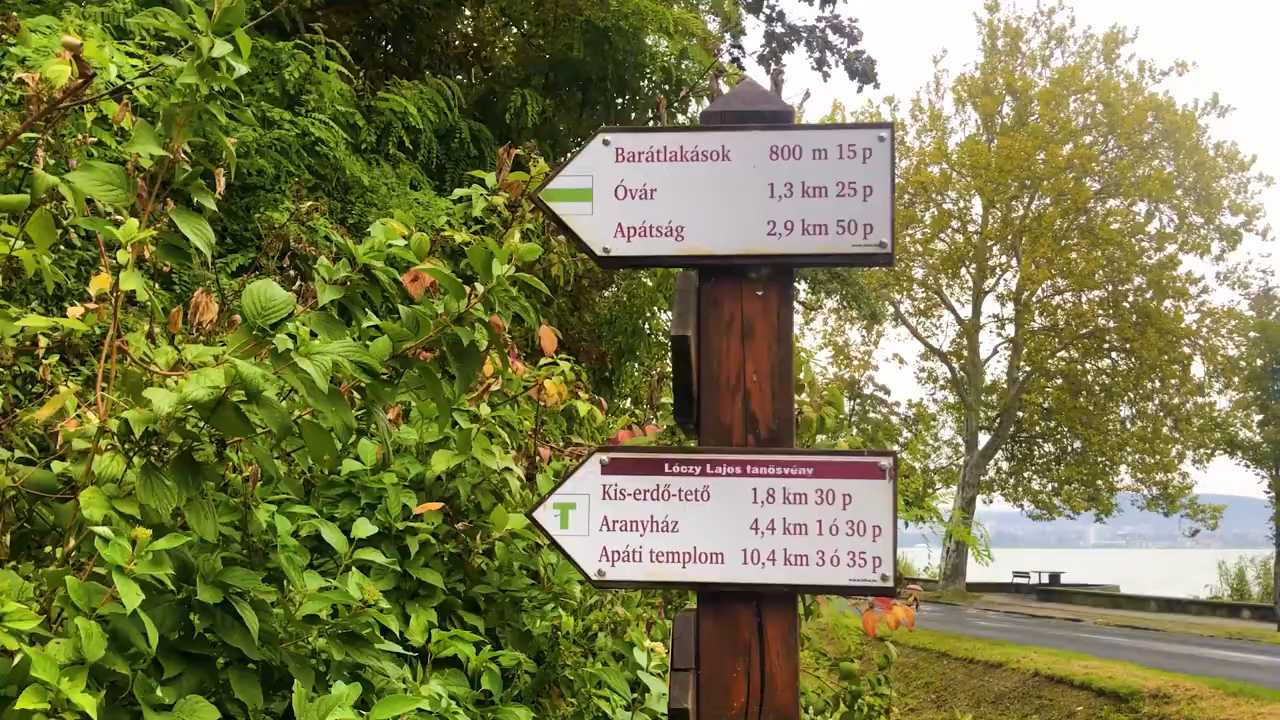 Barátlakások 800 m 15 p
Óvár 1,3 km 25 p
Apátság 2,9 km 50 p
Lóczy Lajos tanösvény
T
Kis-erdő-tető 1,8 km 30 p
Aranyház 4,4 km 1 ó 30 p
Apáti templom 10,4 km 3 ó 35 p